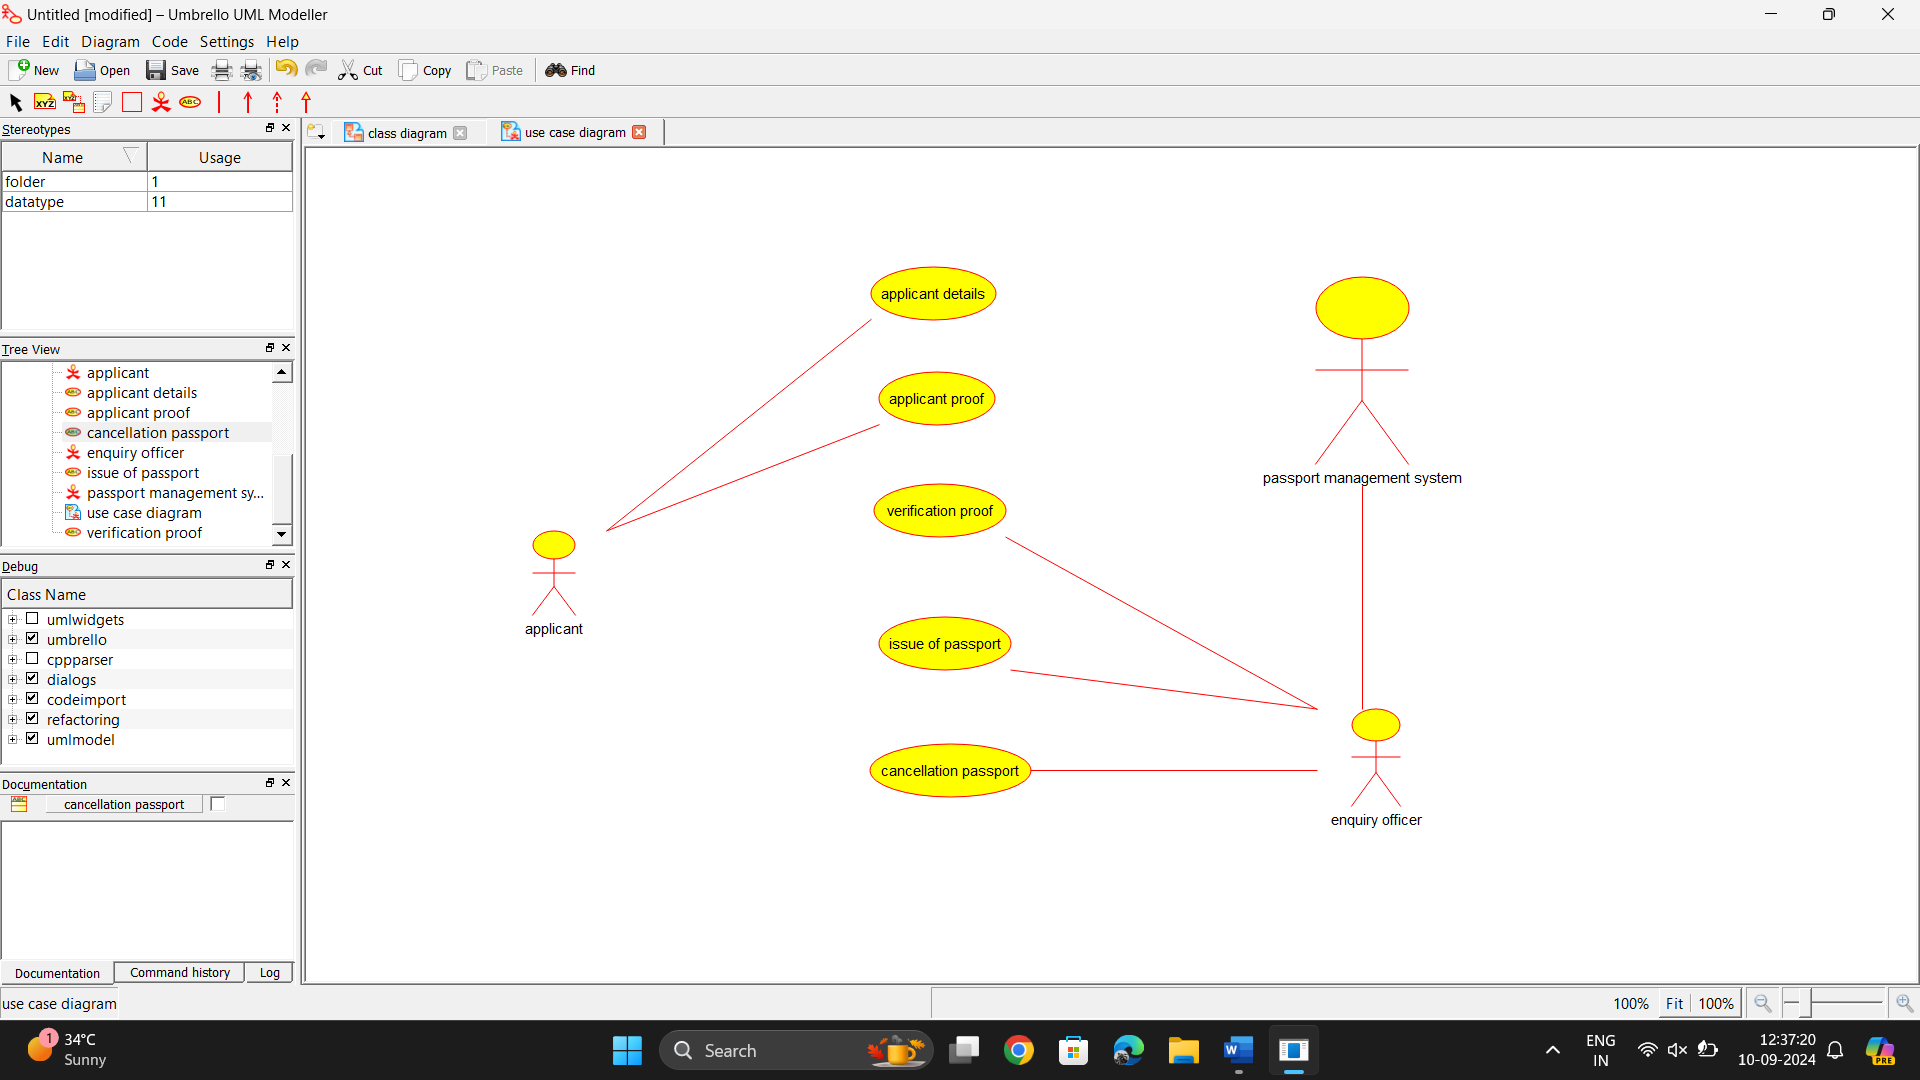 Untitled [modified] – Umbrello UML Modeller
File Edit Diagram Code Settings Help
New Open Save Cut Copy Paste Find
XYZ XYZ ABC
Stereotypes
Name Usage
folder 1
datatype 11
Tree View
applicant
applicant details
applicant proof
cancellation passport
enquiry officer
issue of passport
passport management sy...
use case diagram
verification proof
Debug
Class Name
umlwidgets
umbrello
cppparser
dialogs
codeimport
refactoring
umlmodel
Documentation
cancellation passport
Documentation Command history Log
class diagram use case diagram
applicant details
applicant proof
verification proof
issue of passport
cancellation passport
applicant
passport management system
enquiry officer
use case diagram
100% Fit 100%
1
34°C
Sunny
Search
W
ENG
IN
12:37:20
10-09-2024
PRE